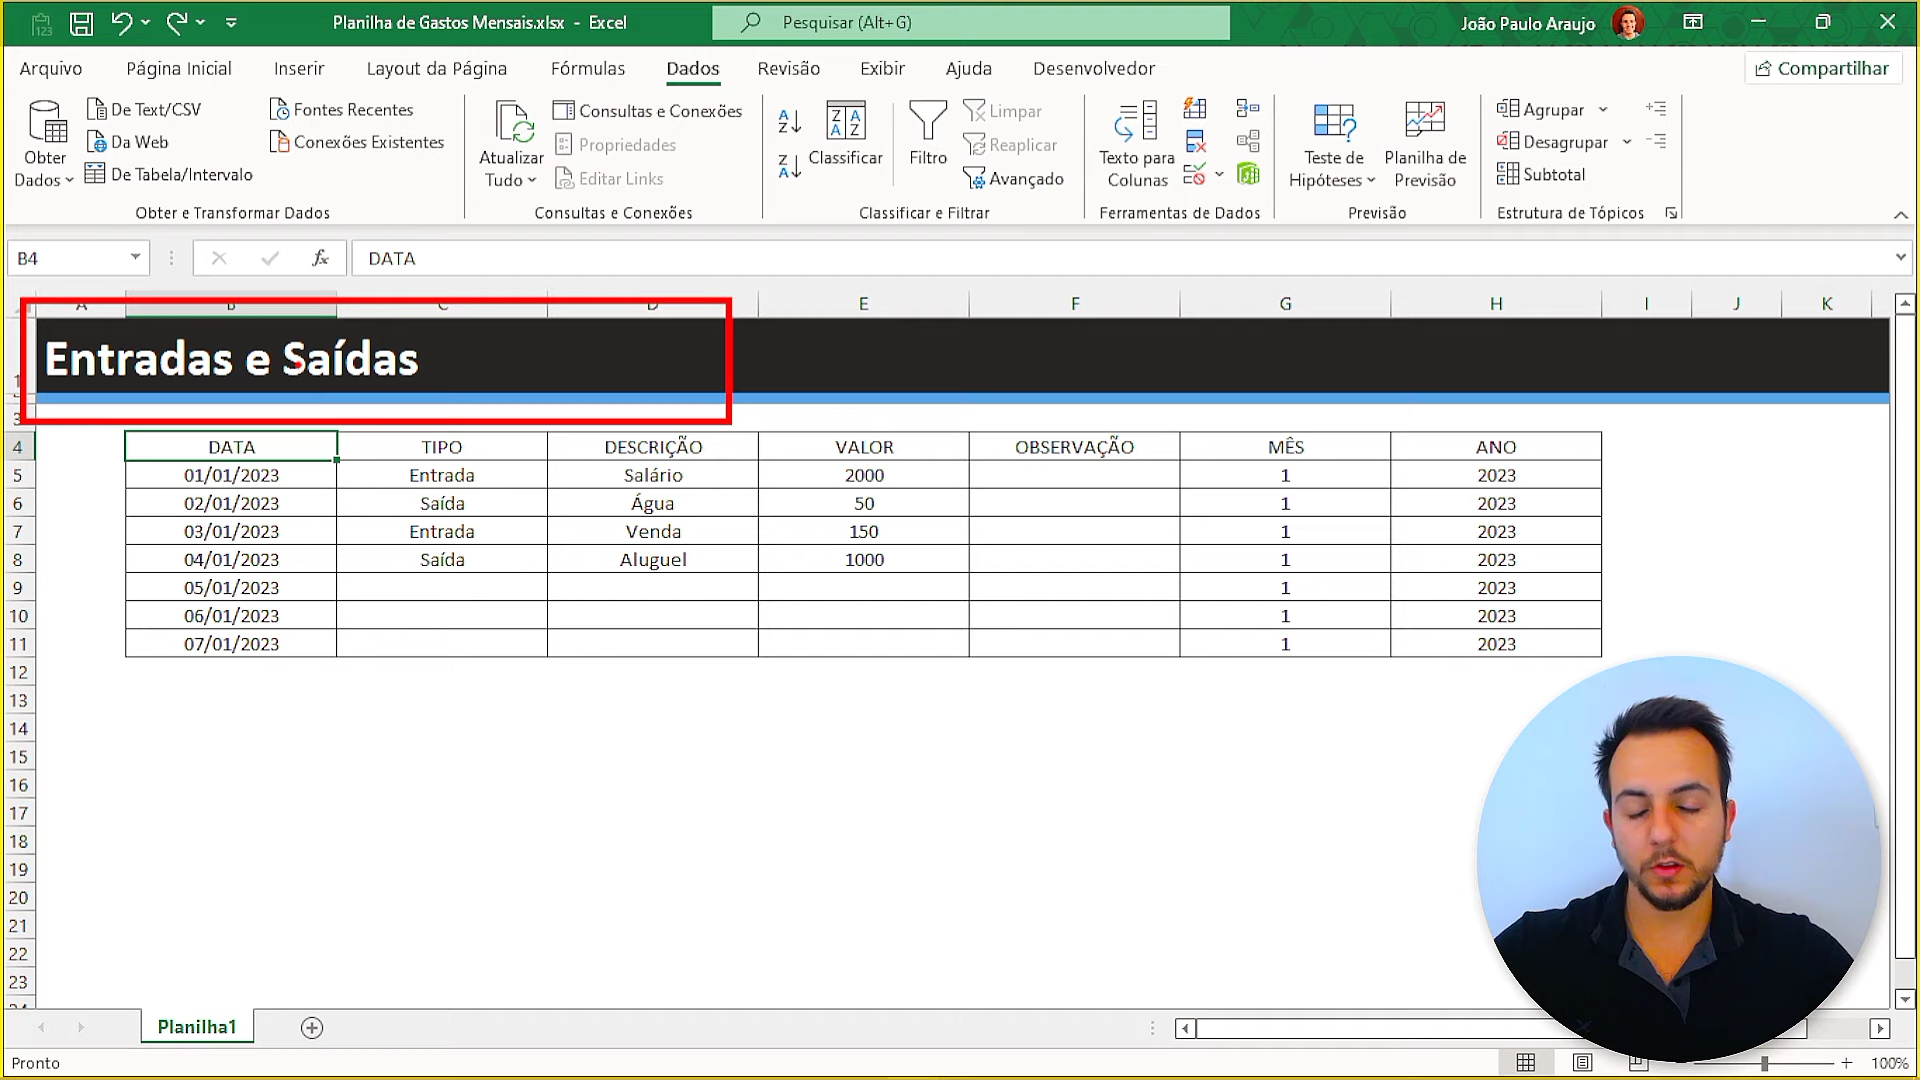 Planilha de Gastos Mensais.xlsx - Excel
Pesquisar (Alt+G)
João Paulo Araujo
Arquivo Página Inicial Inserir Layout da Página Fórmulas Dados Revisão Exibir Ajuda Desenvolvedor Compartilhar
Obter Dados
De Text/CSV
Da Web
De Tabela/Intervalo
Fontes Recentes
Conexões Existentes
Obter e Transformar Dados
Atualizar Tudo
Consultas e Conexões
Propriedades
Editar Links
Consultas e Conexões
Classificar
Filtro
Limpar
Reaplicar
Avançado
Classificar e Filtrar
Texto para Colunas
Ferramentas de Dados
Teste de Hipóteses
Planilha de Previsão
Previsão
Agrupar
Desagrupar
Subtotal
Estrutura de Tópicos
B4 fx DATA
E F G H I J K
1 Entradas e Saídas
3
4 DATA TIPO DESCRIÇÃO VALOR OBSERVAÇÃO MÊS ANO
5 01/01/2023 Entrada Salário 2000 1 2023
6 02/01/2023 Saída Água 50 1 2023
7 03/01/2023 Entrada Venda 150 1 2023
8 04/01/2023 Saída Aluguel 1000 1 2023
9 05/01/2023 1 2023
10 06/01/2023 1 2023
11 07/01/2023 1 2023
12
13
14
15
16
17
18
19
20
21
22
23
Planilha1
Pronto
100%